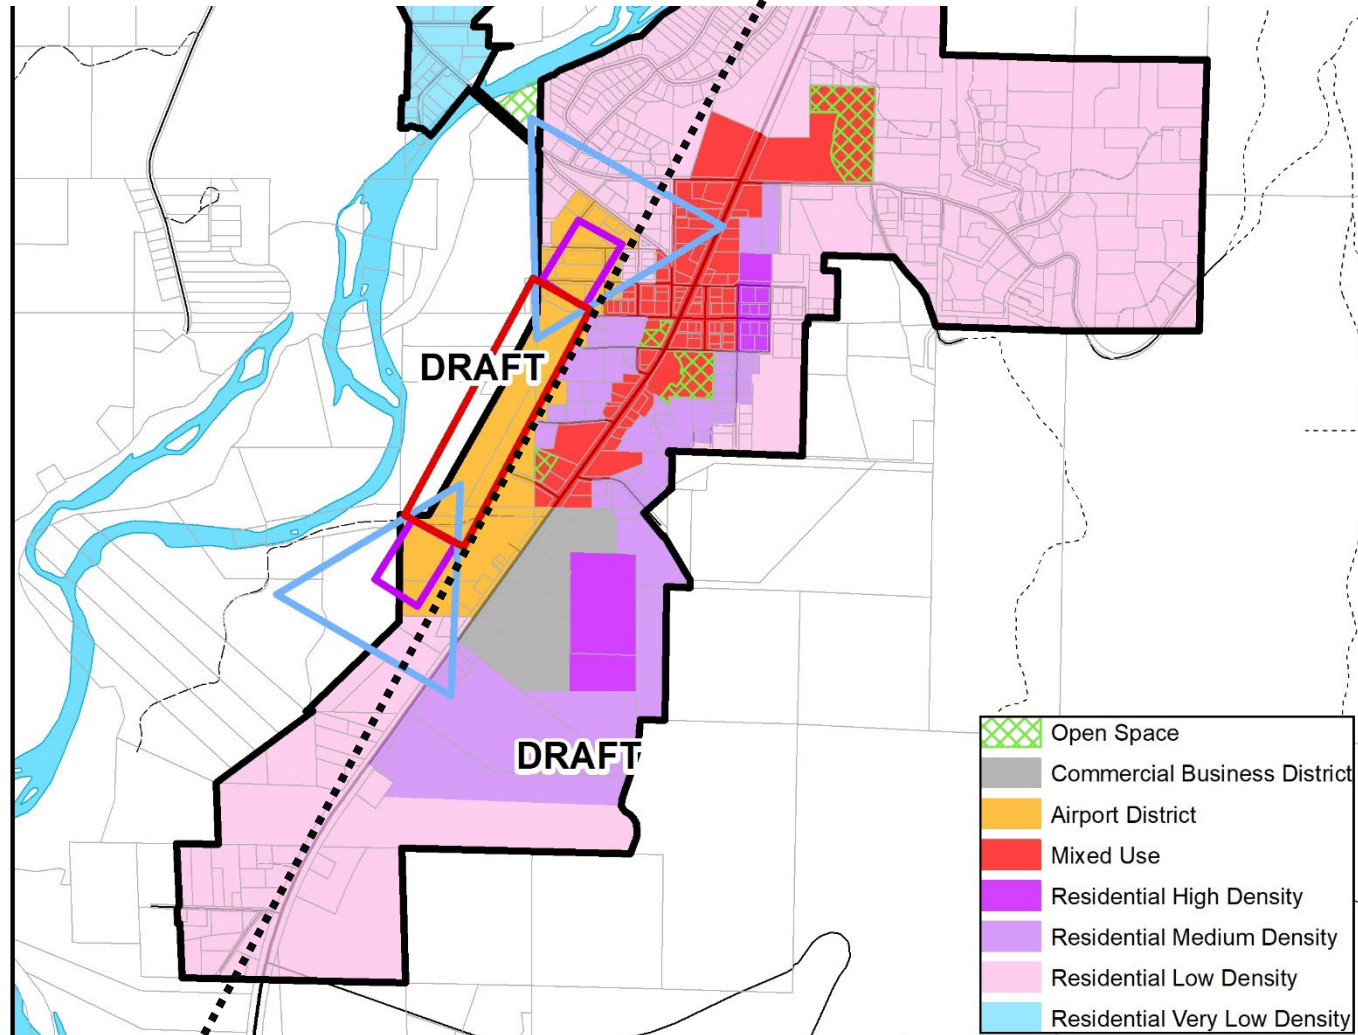 DRAFT
DRAFT
Open Space
Commercial Business District
Airport District
Mixed Use
Residential High Density
Residential Medium Density
Residential Low Density
Residential Very Low Density